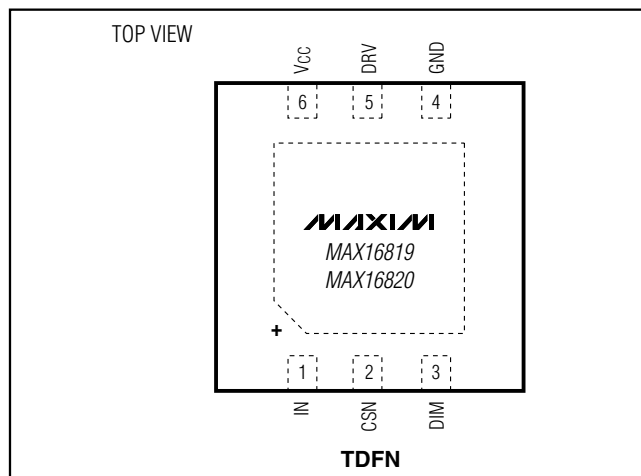 TOP VIEW
VCC DRV GND
6 5 4
MAXIM
MAX16819
MAX16820
+
1 2 3
IN CSN DIM
TDFN